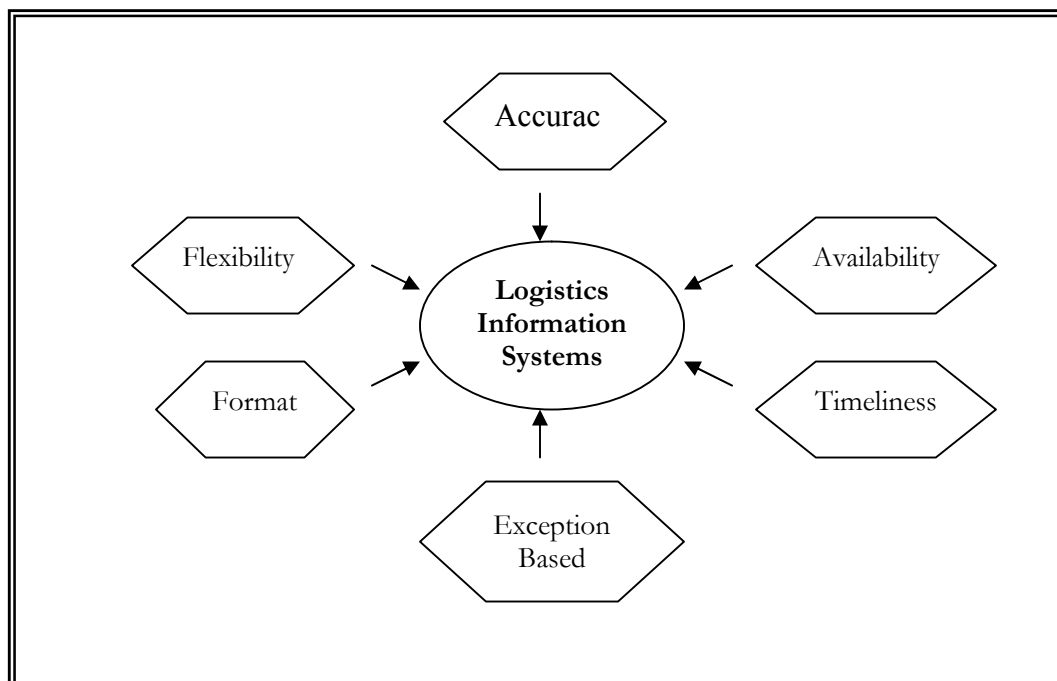 Accurac
Flexibility
Availability
Logistics
Information
Systems
Format
Timeliness
Exception
Based